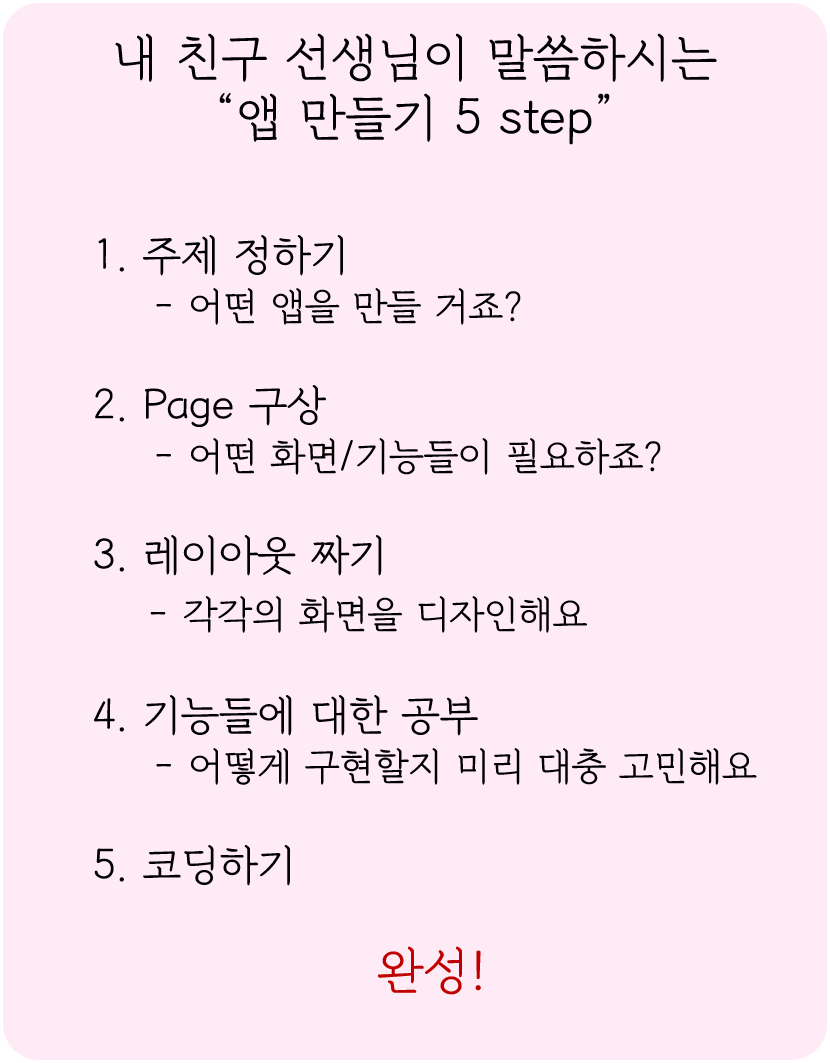 내 친구 선생님이 말씀하시는
“앱 만들기 5 step”
1. 주제 정하기
- 어떤 앱을 만들 거죠?
2. Page 구상
- 어떤 화면/기능들이 필요하죠?
3. 레이아웃 짜기
- 각각의 화면을 디자인해요
4. 기능들에 대한 공부
- 어떻게 구현할지 미리 대충 고민해요
5. 코딩하기
완성!